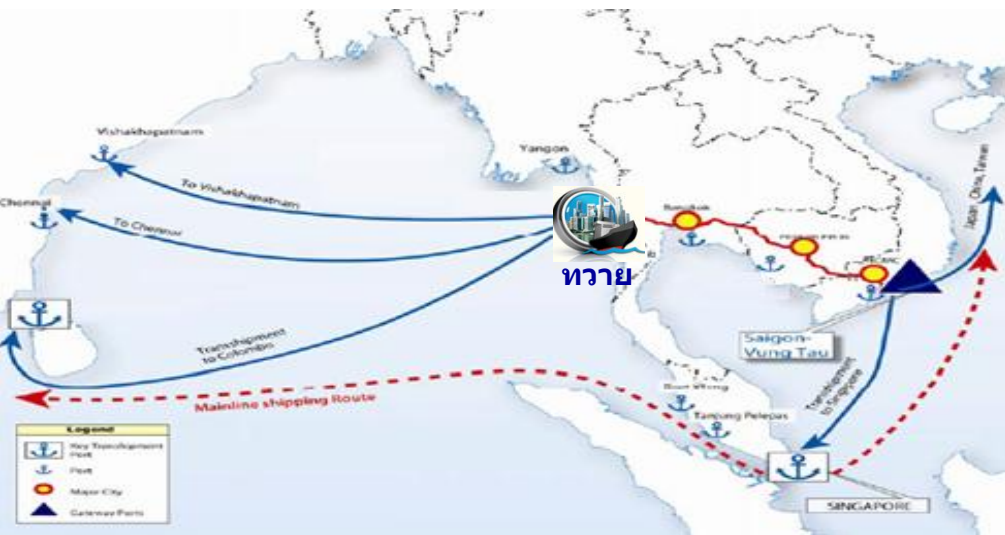 Vishakhapatnam
Yangon
Chennai
To Vishakhapatnam
To Chennai
Bangkok
ทวาย
Japan, China, Taiwan
Saigon-
Vung Tau
Transhipment
to Colombo
Transhipment
to Singapore
Mainline shipping Route
Tanjung Pelepas
SINGAPORE
Legend
Key Transhipment
Port
Port
Major City
Gateway Ports